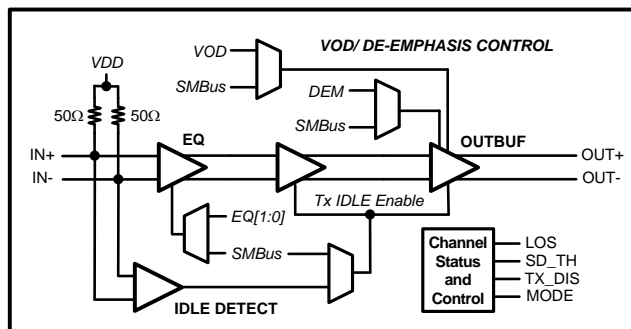 VOD
VOD/ DE-EMPHASIS CONTROL
VDD
SMBus
DEM
50Ω
50Ω
SMBus
EQ
OUTBUF
IN+
OUT+
IN-
OUT-
Tx IDLE Enable
EQ[1:0]
SMBus
Channel
Status
and
Control
LOS
SD_TH
TX_DIS
MODE
IDLE DETECT